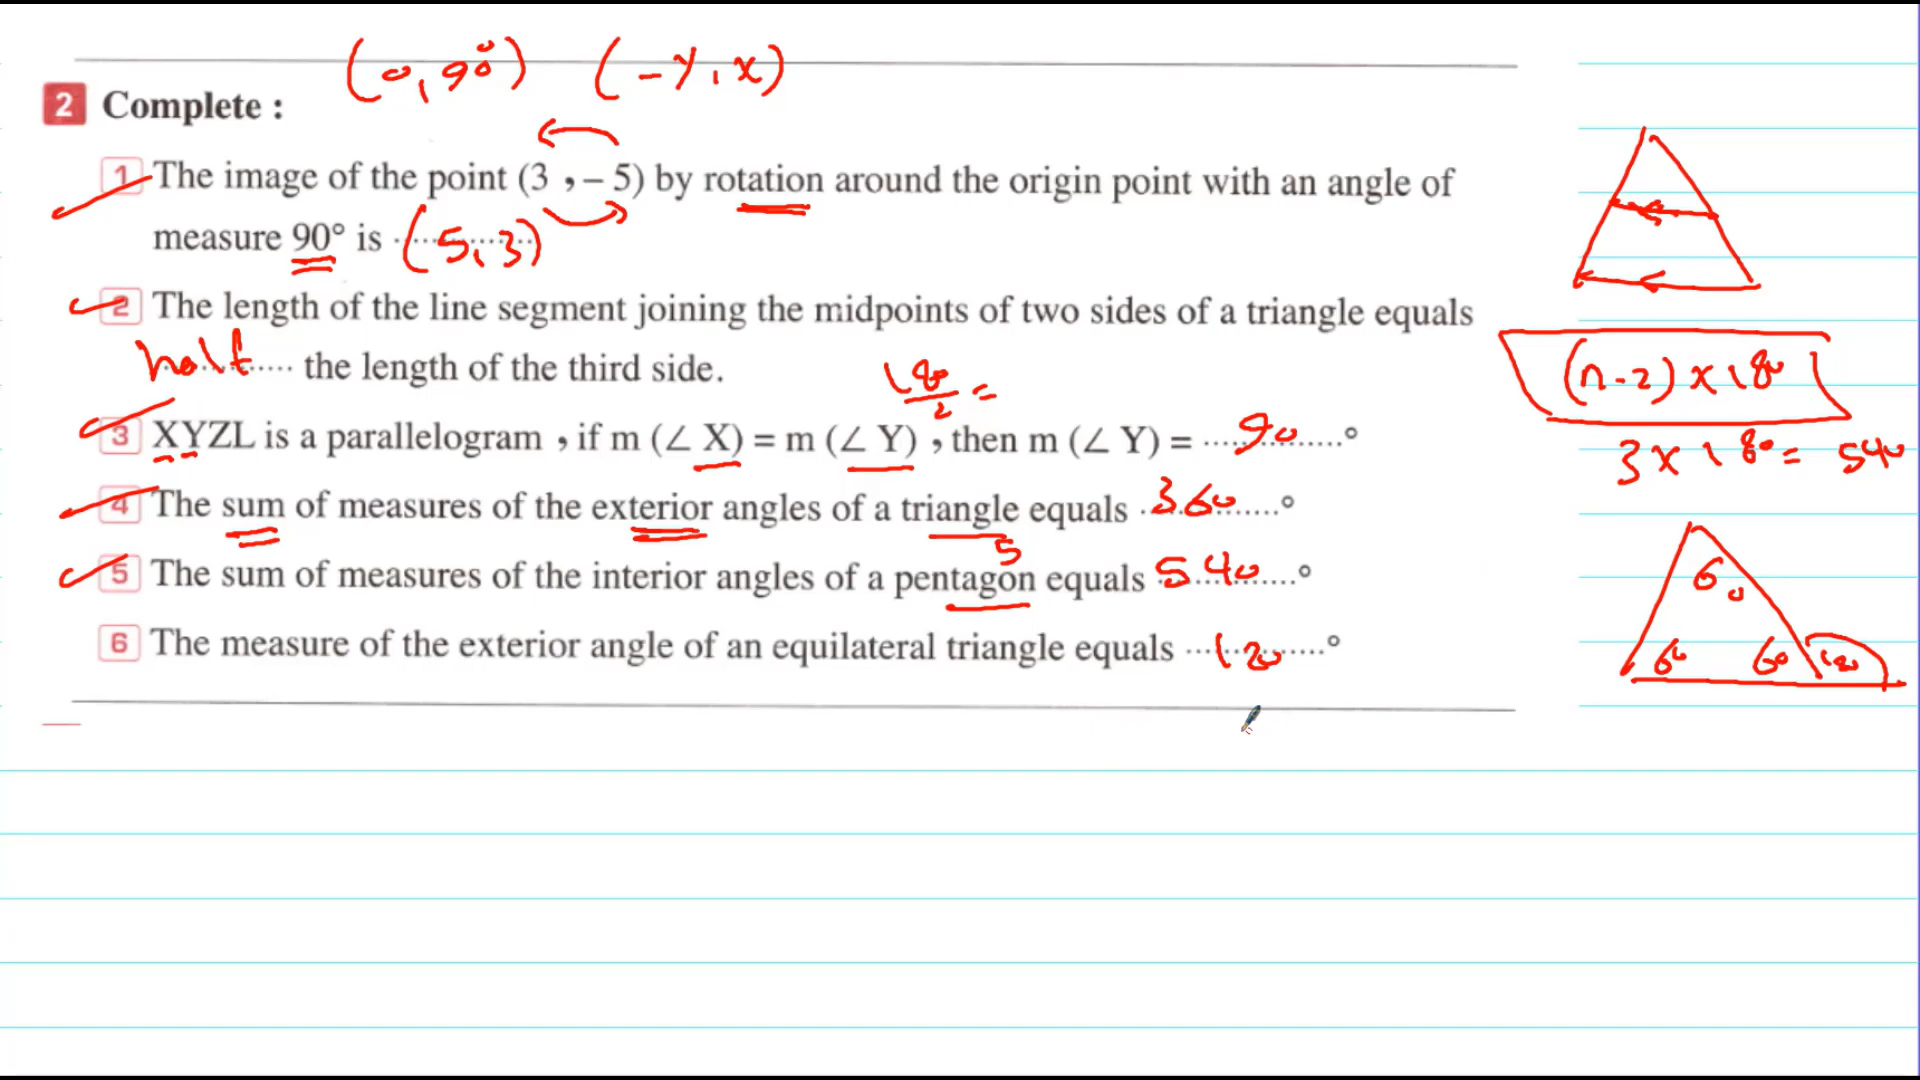 (0, 90°) (-y, x)
2 Complete :
1 The image of the point (3 , – 5) by rotation around the origin point with an angle of
measure 90° is (5, 3)
2 The length of the line segment joining the midpoints of two sides of a triangle equals
half the length of the third side.
180/2 =
(n-2) x 180
3 XYZL is a parallelogram , if m (∠ X) = m (∠ Y) , then m (∠ Y) = 90 °
3 x 180 = 540
4 The sum of measures of the exterior angles of a triangle equals 360 °
5
5 The sum of measures of the interior angles of a pentagon equals 540 °
60
6 The measure of the exterior angle of an equilateral triangle equals 120 °
60 60 120